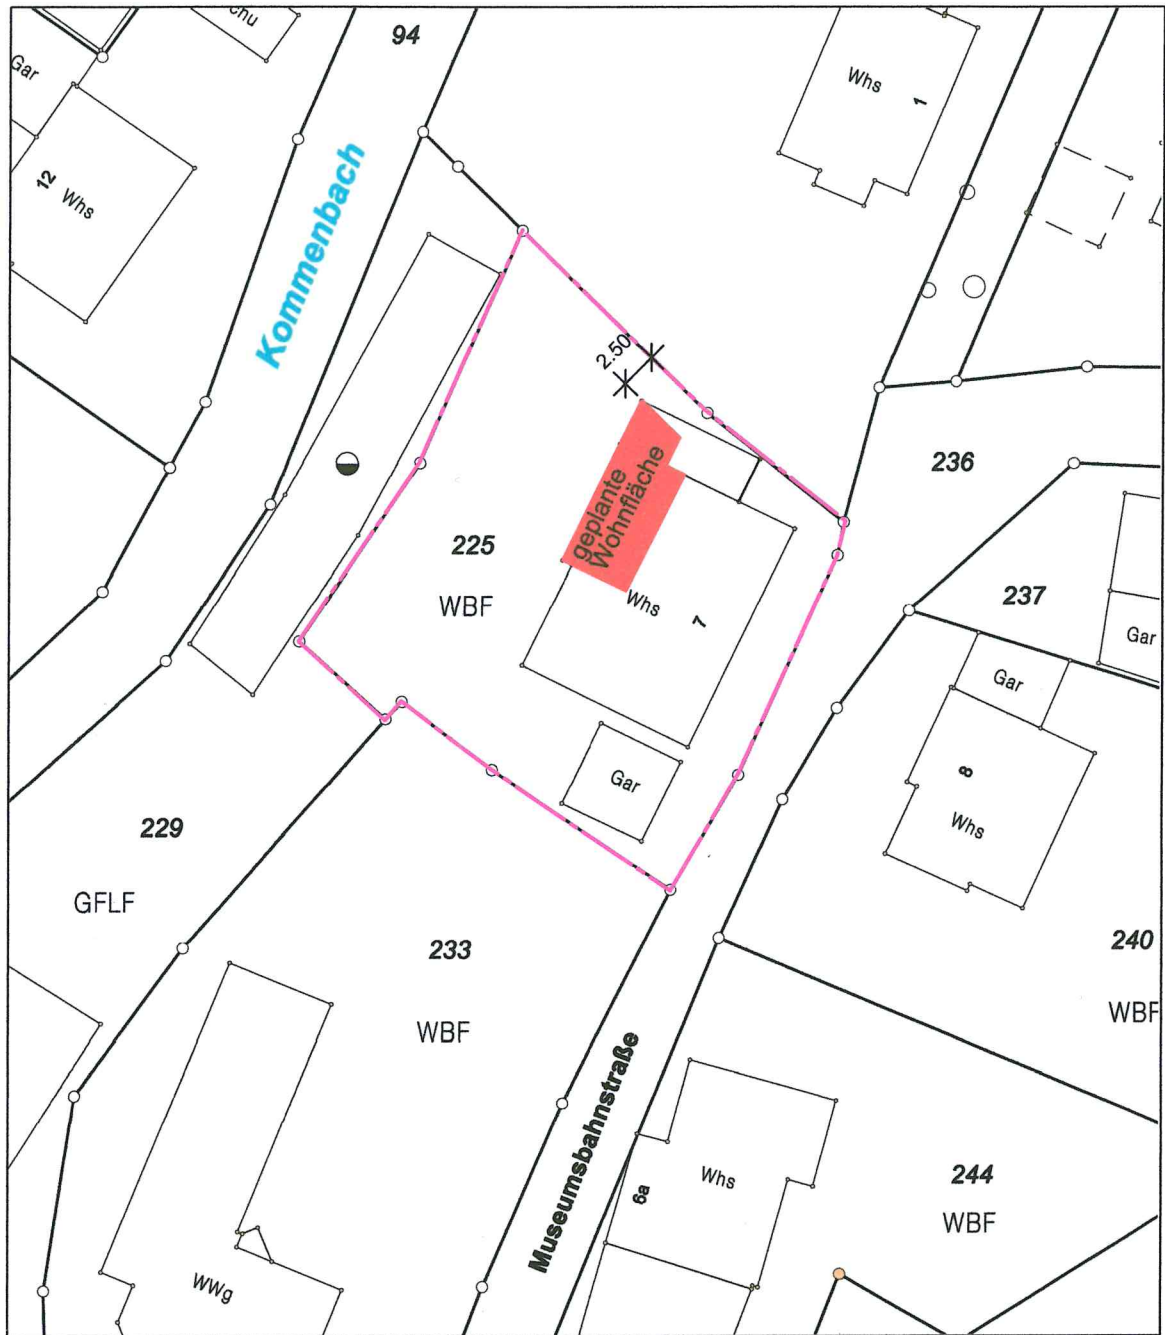 94
chu
Gar
Whs
1
12
Whs
Kommenbach
2.50
geplante
Wohnfläche
236
225
WBF
Whs
7
237
Gar
Gar
Gar
8
Whs
229
GFLF
233
WBF
240
WBF
Museumsbahnstraße
Whs
6a
244
WBF
WWg